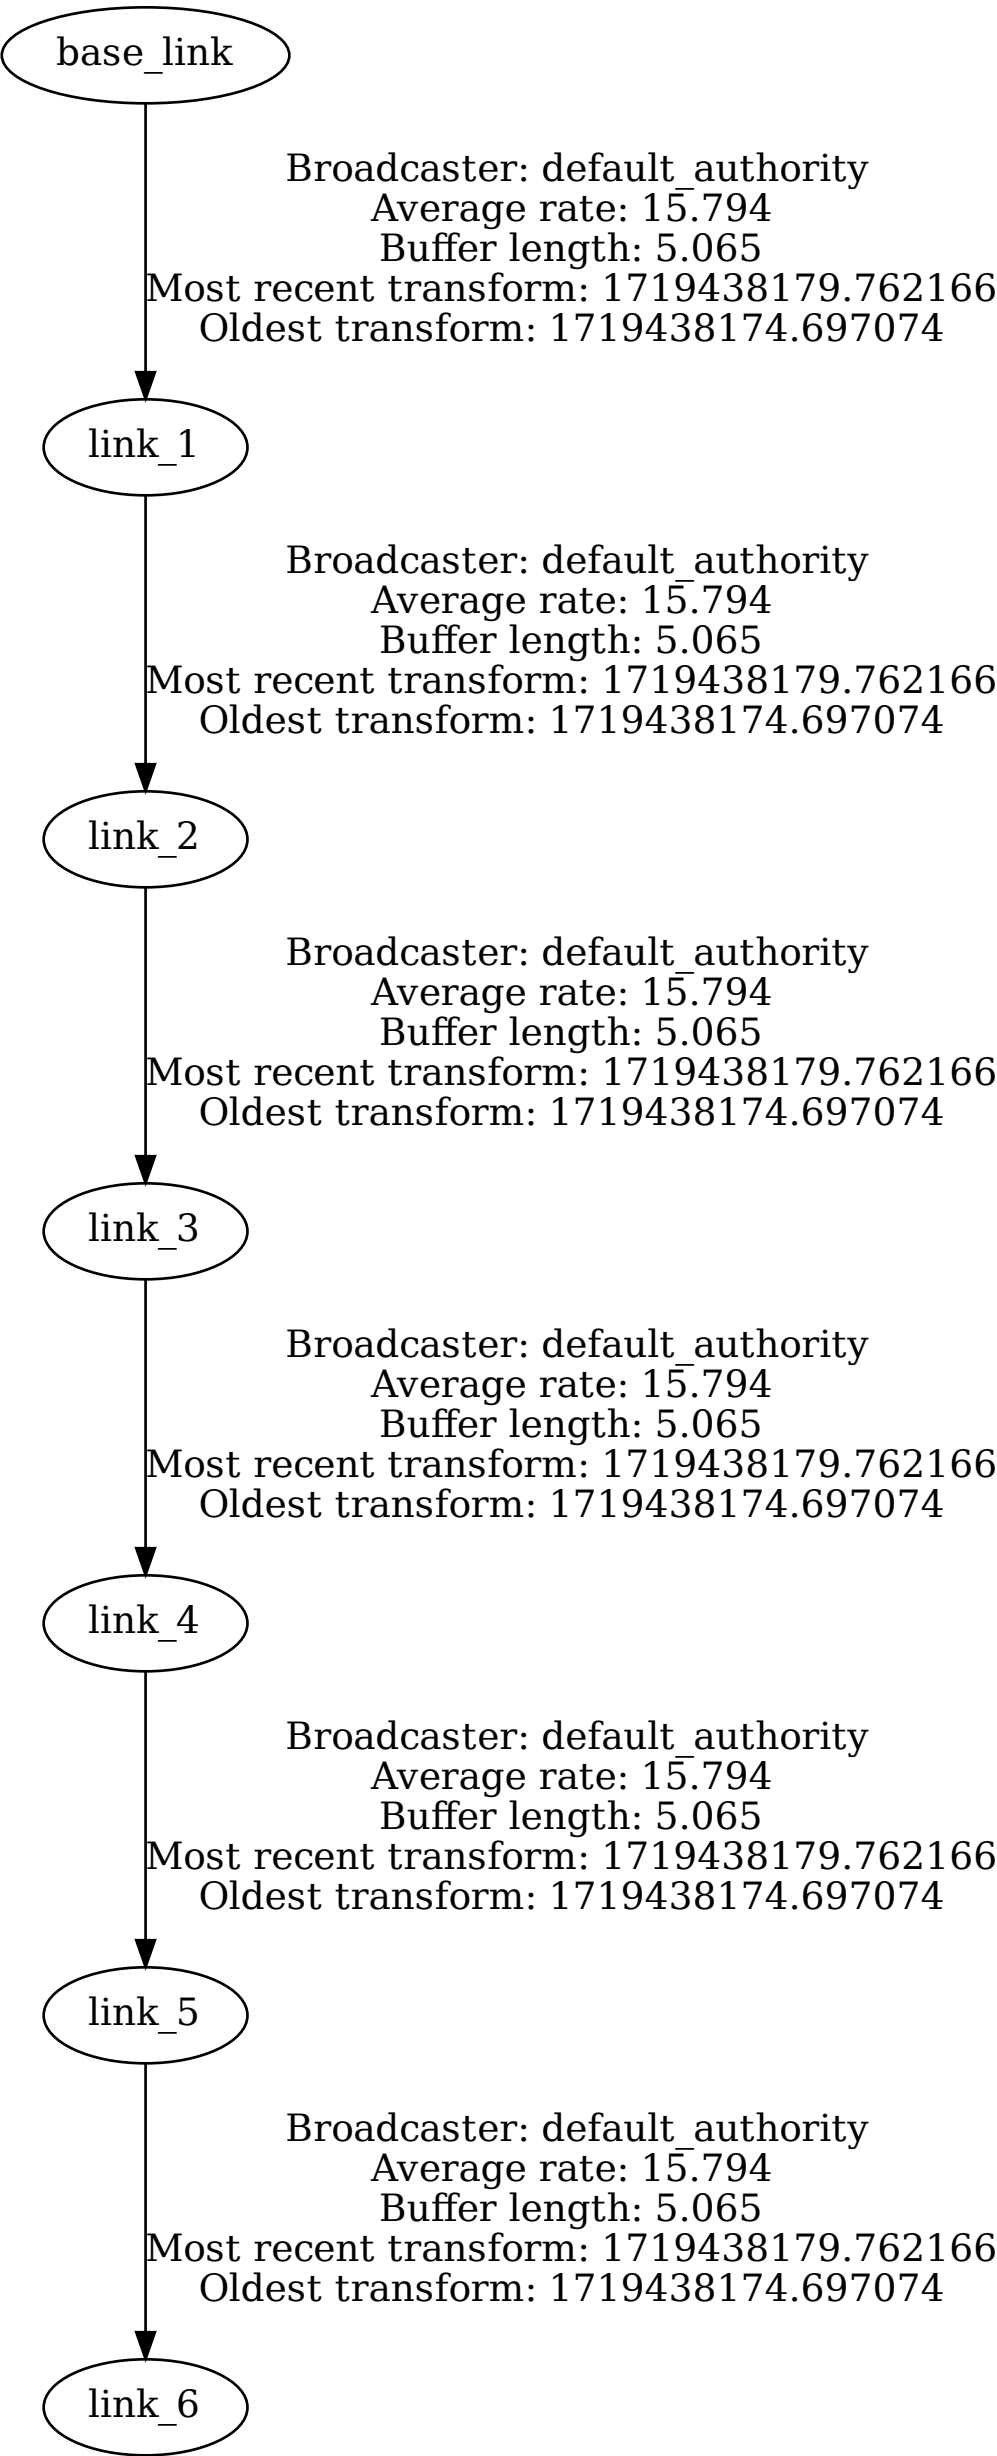 base_link
Broadcaster: default_authority
Average rate: 15.794
Buffer length: 5.065
Most recent transform: 1719438179.762166
Oldest transform: 1719438174.697074
link_1
Broadcaster: default_authority
Average rate: 15.794
Buffer length: 5.065
Most recent transform: 1719438179.762166
Oldest transform: 1719438174.697074
link_2
Broadcaster: default_authority
Average rate: 15.794
Buffer length: 5.065
Most recent transform: 1719438179.762166
Oldest transform: 1719438174.697074
link_3
Broadcaster: default_authority
Average rate: 15.794
Buffer length: 5.065
Most recent transform: 1719438179.762166
Oldest transform: 1719438174.697074
link_4
Broadcaster: default_authority
Average rate: 15.794
Buffer length: 5.065
Most recent transform: 1719438179.762166
Oldest transform: 1719438174.697074
link_5
Broadcaster: default_authority
Average rate: 15.794
Buffer length: 5.065
Most recent transform: 1719438179.762166
Oldest transform: 1719438174.697074
link_6